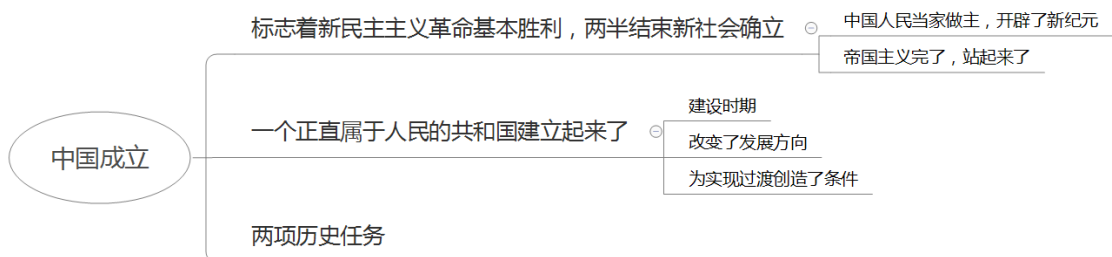 标志着新民主主义革命基本胜利，两半结束新社会确立
中国人民当家做主，开辟了新纪元
帝国主义完了，站起来了
中国成立
一个正直属于人民的共和国建立起来了
建设时期
改变了发展方向
为实现过渡创造了条件
两项历史任务